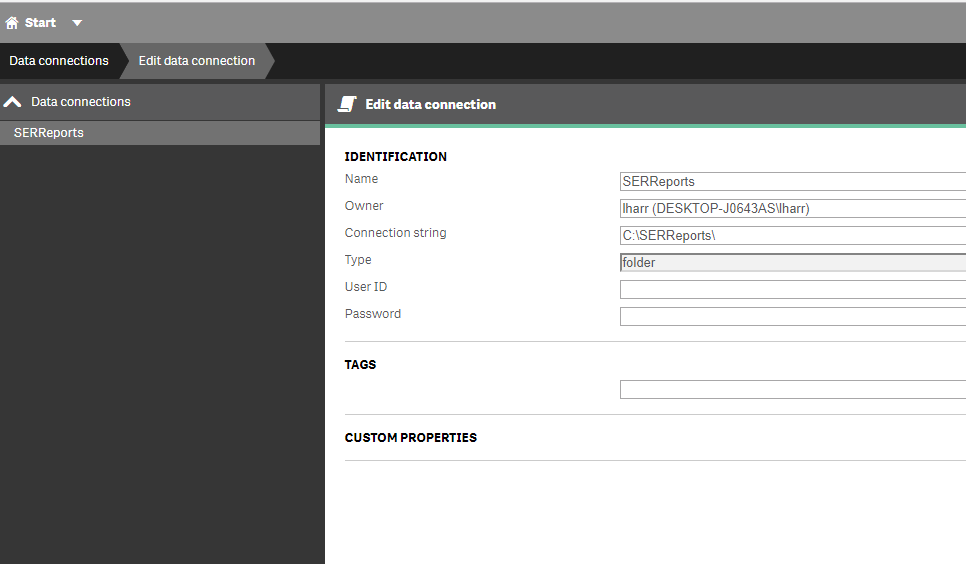 Start
Data connections
Edit data connection
Data connections
SERReports
Edit data connection
IDENTIFICATION
Name SERReports
Owner lharr (DESKTOP-J0643AS\lharr)
Connection string C:\SERReports\
Type folder
User ID
Password
TAGS
CUSTOM PROPERTIES